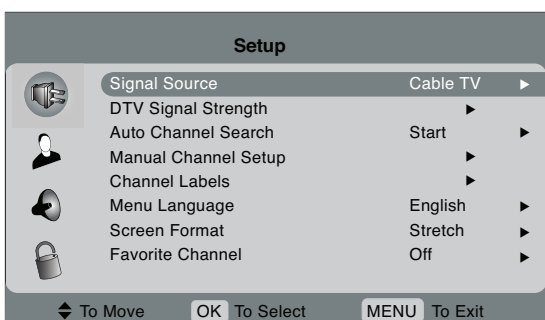 Setup
Signal Source Cable TV
DTV Signal Strength
Auto Channel Search Start
Manual Channel Setup
Channel Labels
Menu Language English
Screen Format Stretch
Favorite Channel Off
To Move OK To Select MENU To Exit